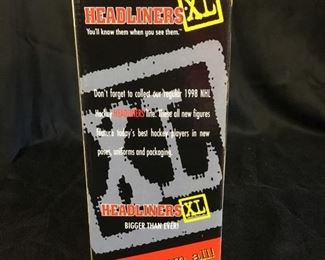 HEADLINERS XL
"You'll know them when you see them."
XL
Don't forget to collect our regular 1998 NHL
Hockey HEADLINERS line. These all new figures
feature today's best hockey players in new
poses, uniforms and packaging.
HEADLINERS XL
BIGGER THAN EVER!
all!